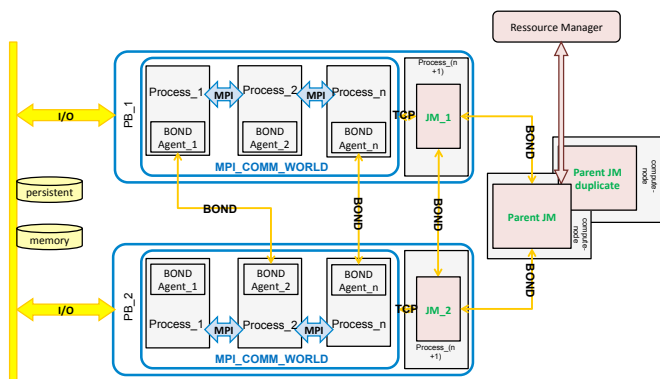 Ressource Manager
PB_1
Process_1
MPI
Process_2
MPI
Process_n
BOND
Agent_1
BOND
Agent_2
BOND
Agent_n
MPI_COMM_WORLD
Process_(n
+1)
TCP
JM_1
I/O
BOND
Parent JM
duplicate
compute-
node
Parent JM
compute-
node
persistent
memory
BOND
BOND
BOND
BOND
PB_2
BOND
Agent_1
BOND
Agent_2
BOND
Agent_n
Process_1
MPI
Process_2
MPI
Process_n
MPI_COMM_WORLD
TCP
JM_2
Process_(n
+1)
I/O